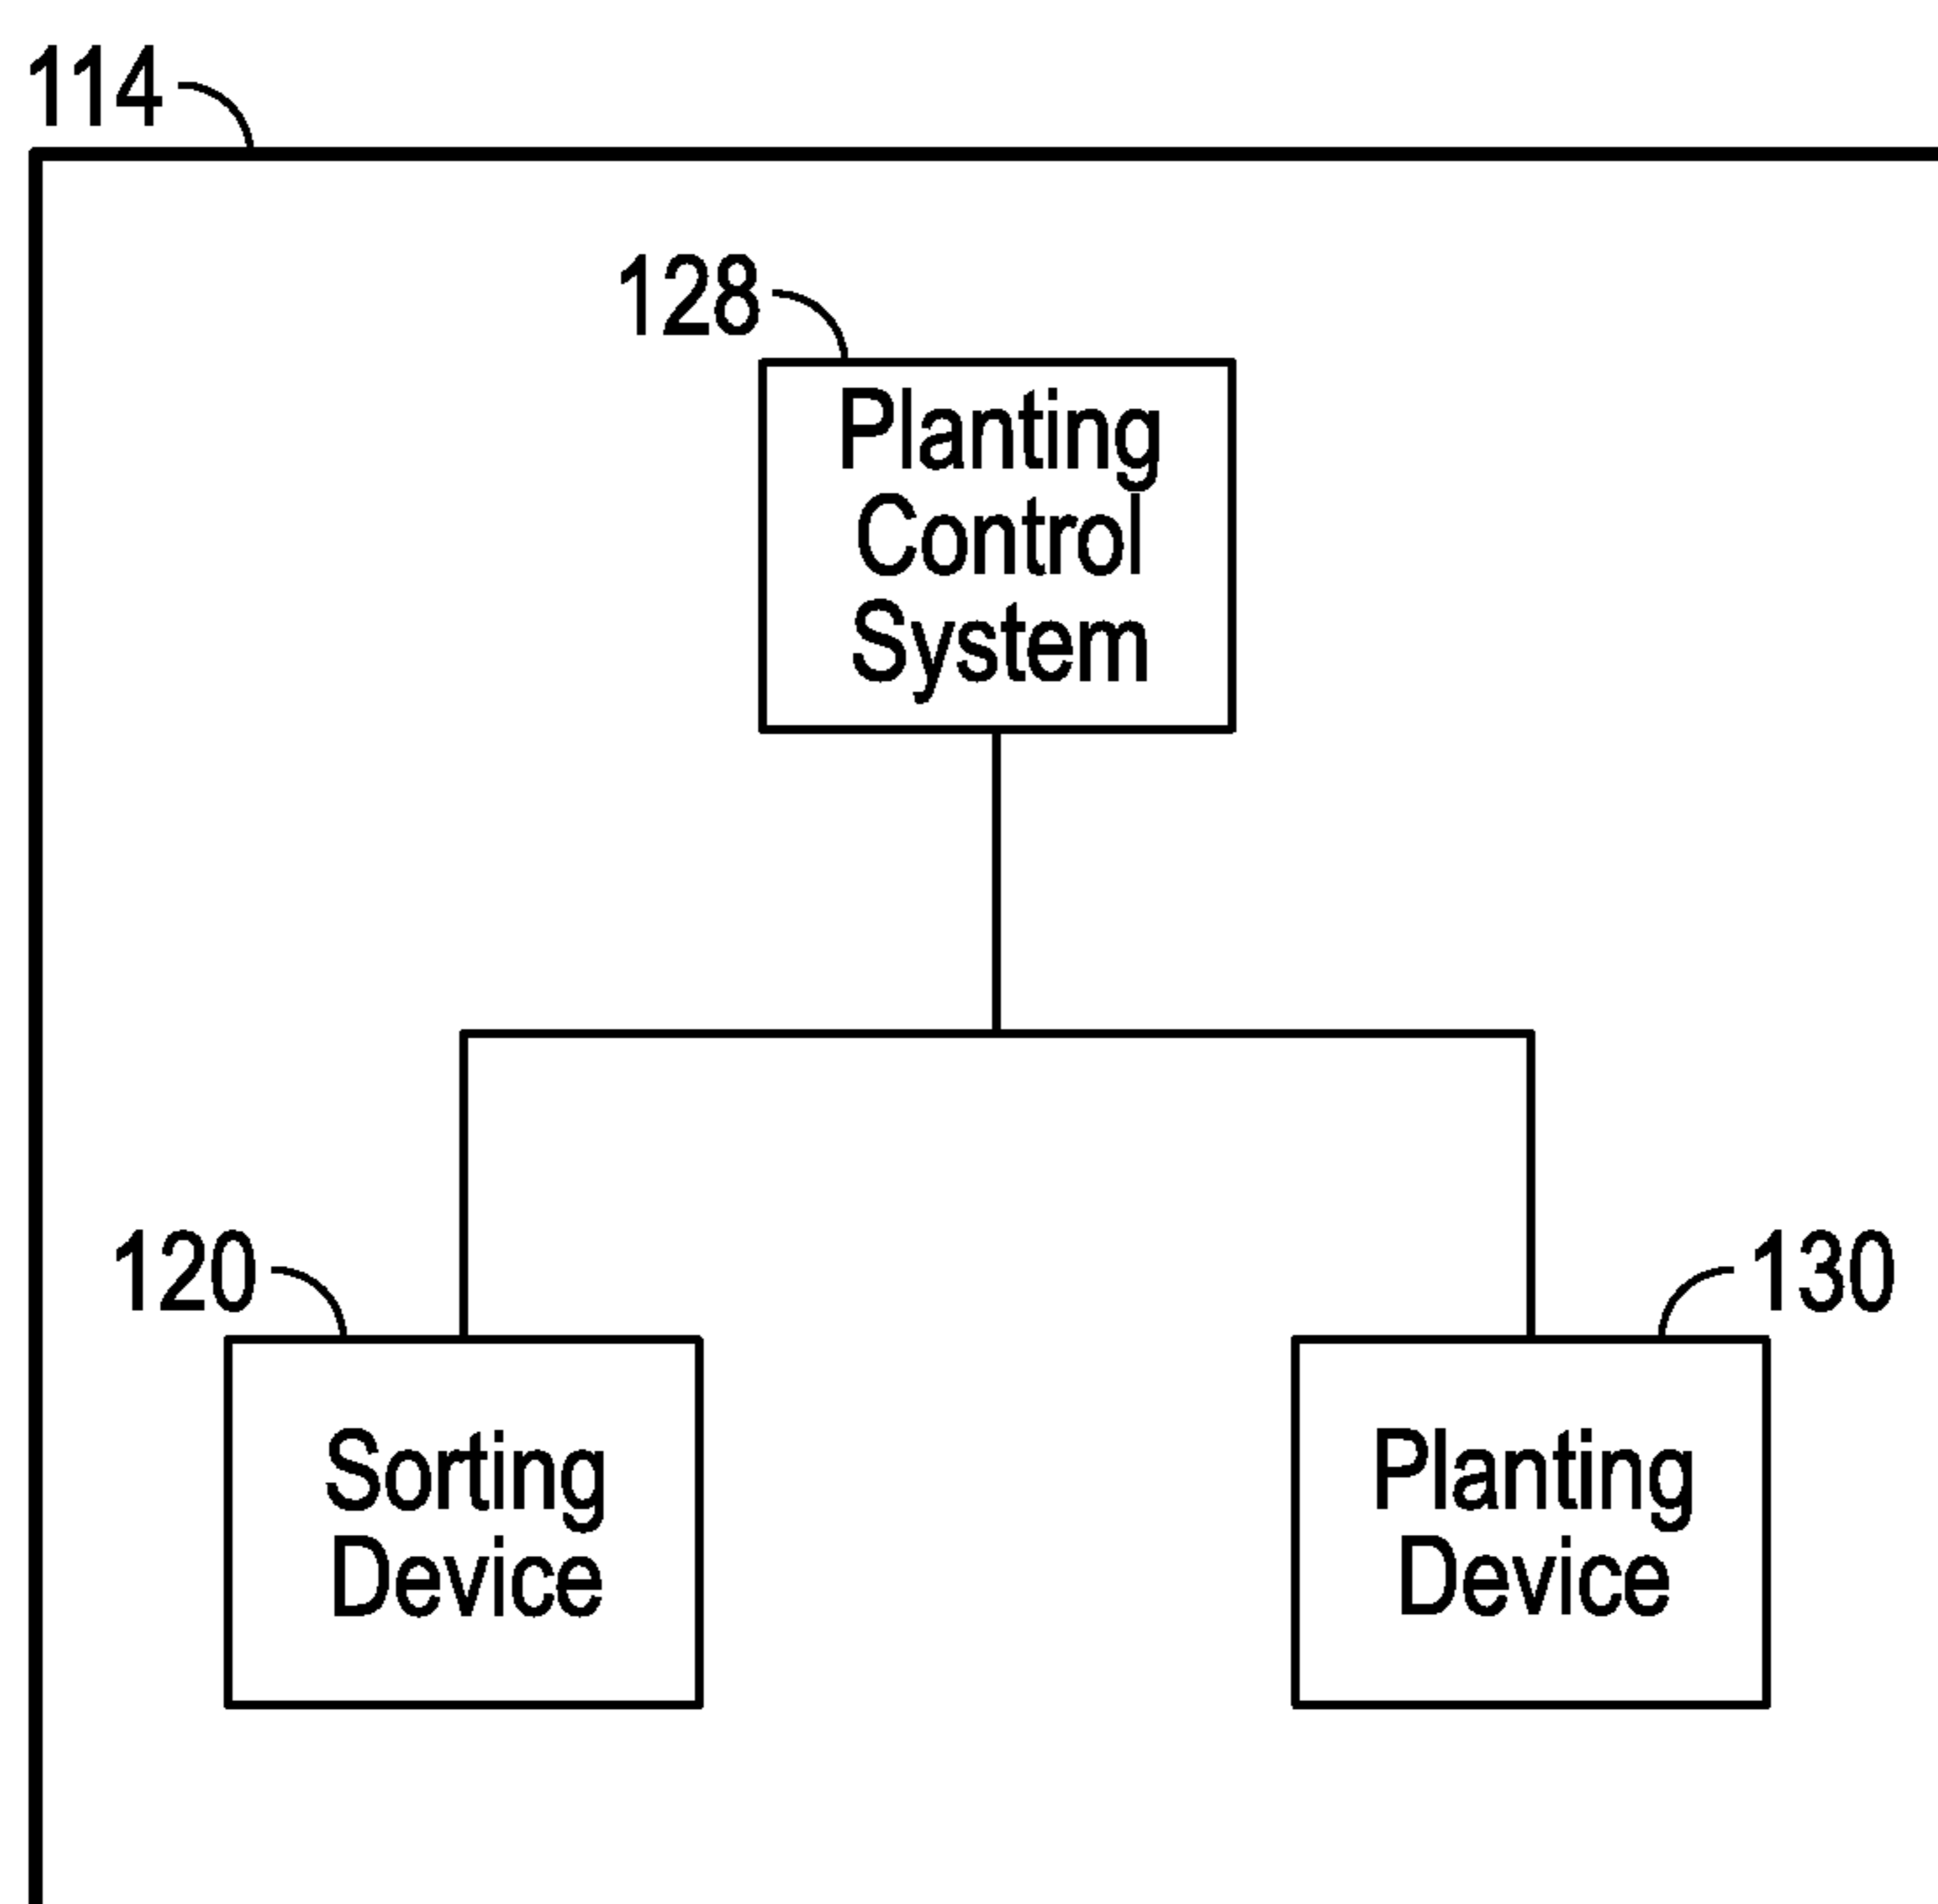 114
128
Planting
Control
System
120
130
Sorting
Device
Planting
Device